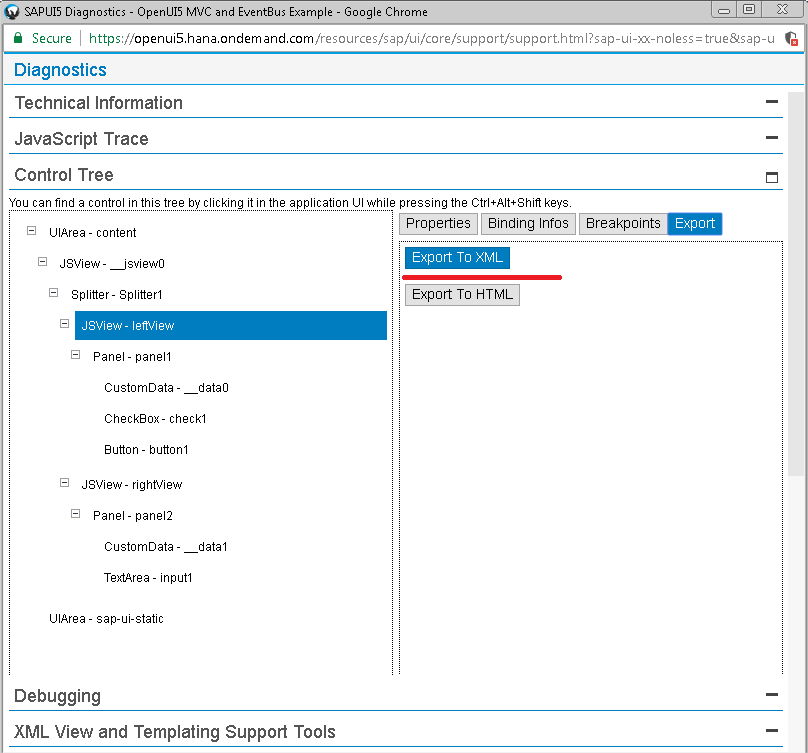 SAPUI5 Diagnostics - OpenUI5 MVC and EventBus Example - Google Chrome
Secure https://openui5.hana.ondemand.com/resources/sap/ui/core/support/support.html?sap-ui-xx-noless=true&sap-u
Diagnostics
Technical Information
JavaScript Trace
Control Tree
You can find a control in this tree by clicking it in the application UI while pressing the Ctrl+Alt+Shift keys.
UIArea - content
JSView - __jsview0
Splitter - Splitter1
JSView - leftView
Panel - panel1
CustomData - __data0
CheckBox - check1
Button - button1
JSView - rightView
Panel - panel2
CustomData - __data1
TextArea - input1
UIArea - sap-ui-static
Properties Binding Infos Breakpoints Export
Export To XML
Export To HTML
Debugging
XML View and Templating Support Tools